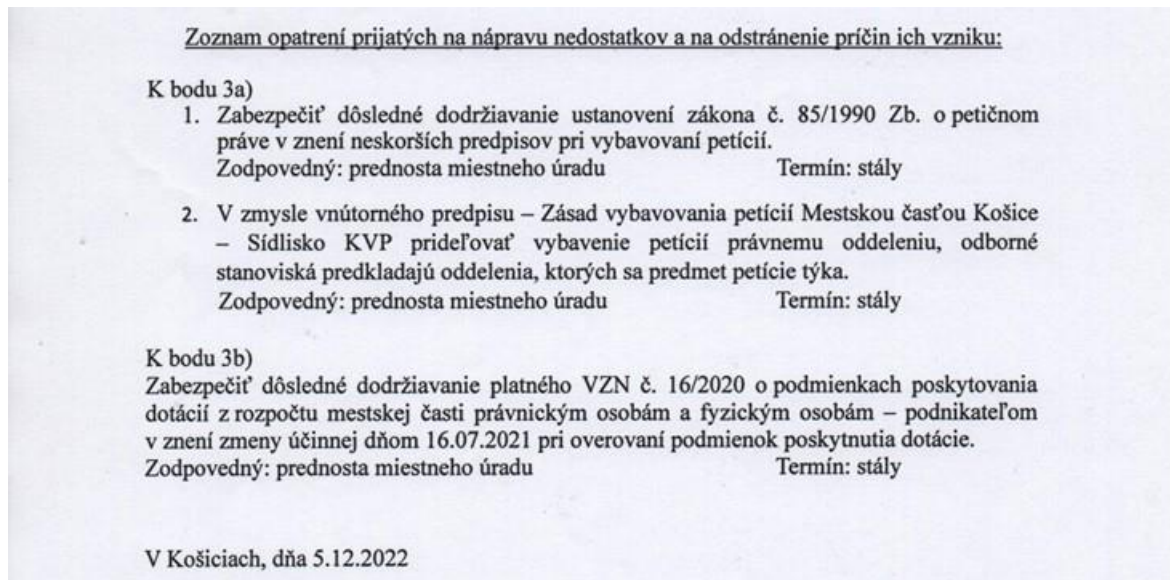 Zoznam opatrení prijatých na nápravu nedostatkov a na odstránenie príčin ich vzniku:
K bodu 3a)
1. Zabezpečiť dôsledné dodržiavanie ustanovení zákona č. 85/1990 Zb. o petičnom
práve v znení neskorších predpisov pri vybavovaní petícií.
Zodpovedný: prednosta miestneho úradu Termín: stály
2. V zmysle vnútorného predpisu – Zásad vybavovania petícií Mestskou časťou Košice
– Sídlisko KVP prideľovať vybavenie petícií právnemu oddeleniu, odborné
stanoviská predkladajú oddelenia, ktorých sa predmet petície týka.
Zodpovedný: prednosta miestneho úradu Termín: stály
K bodu 3b)
Zabezpečiť dôsledné dodržiavanie platného VZN č. 16/2020 o podmienkach poskytovania
dotácií z rozpočtu mestskej časti právnickým osobám a fyzickým osobám – podnikateľom
v znení zmeny účinnej dňom 16.07.2021 pri overovaní podmienok poskytnutia dotácie.
Zodpovedný: prednosta miestneho úradu Termín: stály
V Košiciach, dňa 5.12.2022